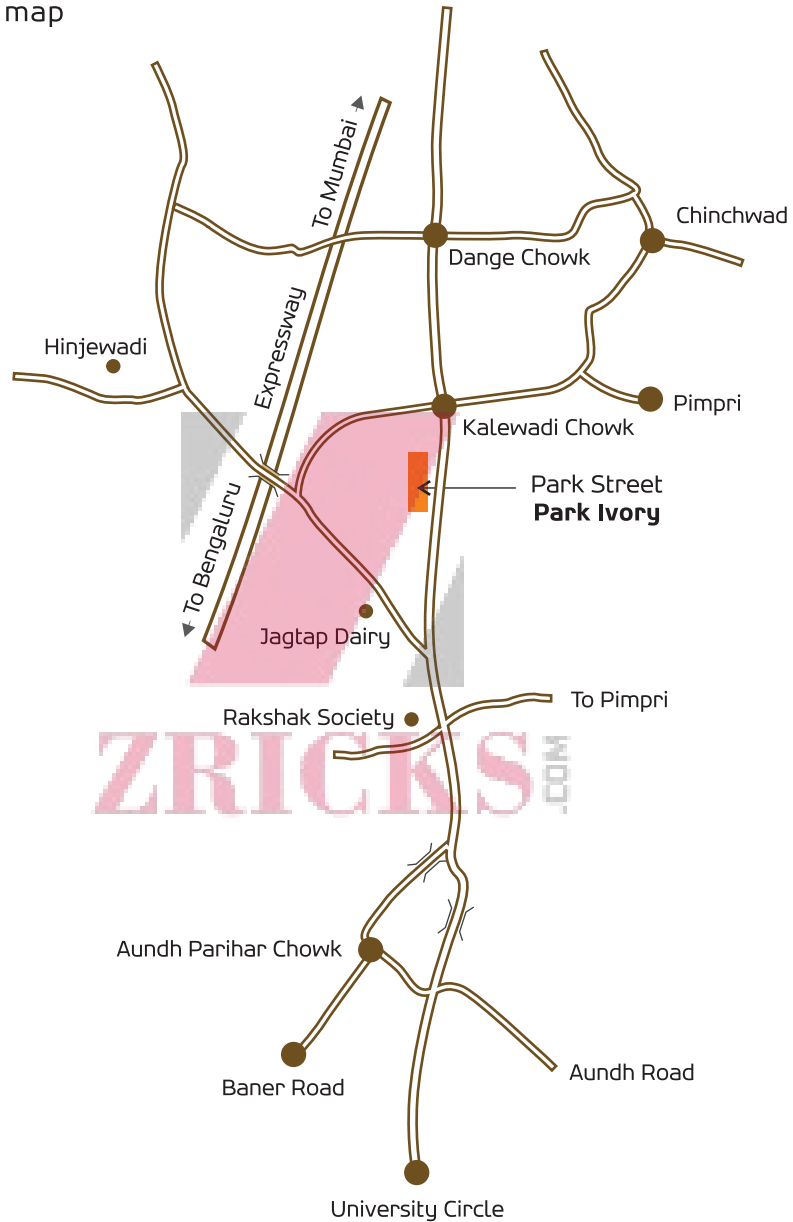 map
To Mumbai
Chinchwad
Dange Chowk
Expressway
Hinjewadi
Pimpri
Kalewadi Chowk
To Bengaluru
Park Street
Park Ivory
Jagtap Dairy
To Pimpri
Rakshak Society
ZRICKS.COM
Aundh Parihar Chowk
Aundh Road
Baner Road
University Circle